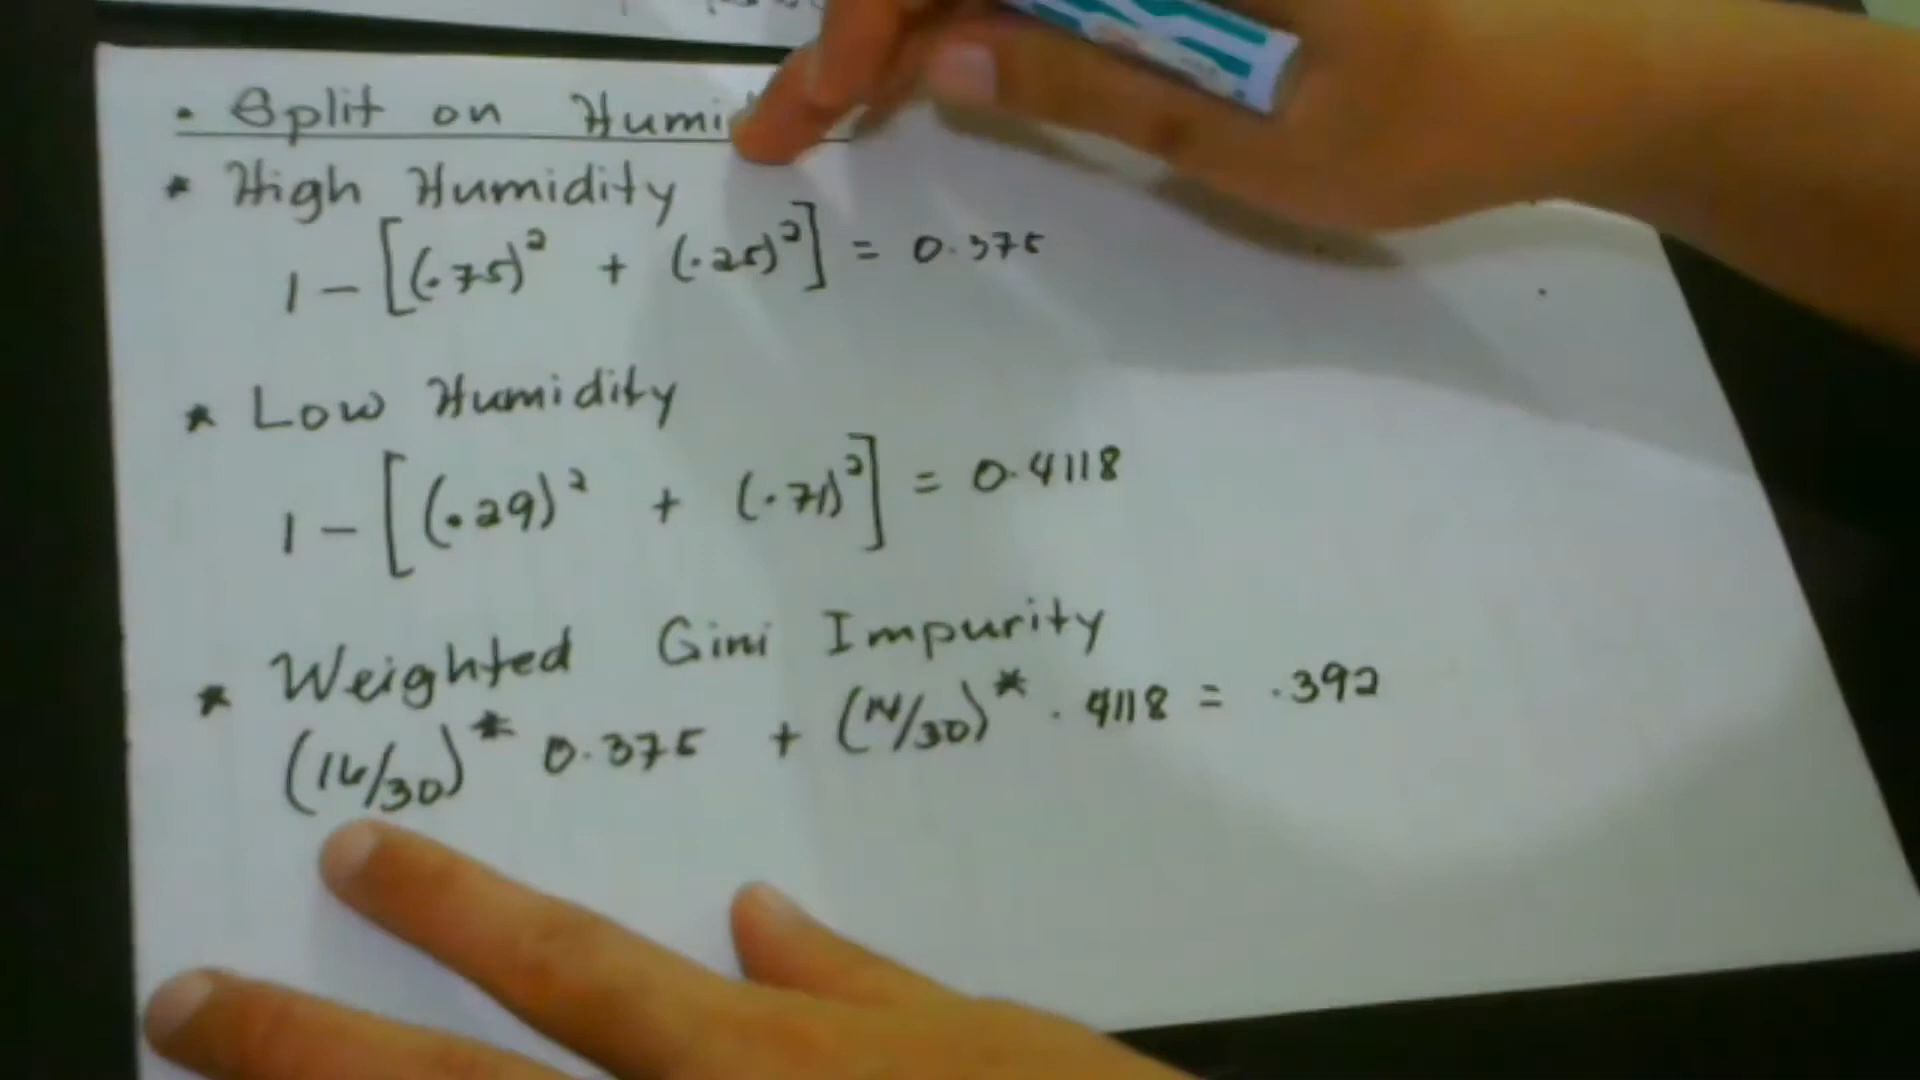 • Split on Humi
* High Humidity
1 - [(.75)² + (.25)²] = 0.375
* Low Humidity
1 - [(.29)² + (.71)²] = 0.4118
* Weighted Gini Impurity
(16/30)* 0.375 + (14/30)* .4118 = .392